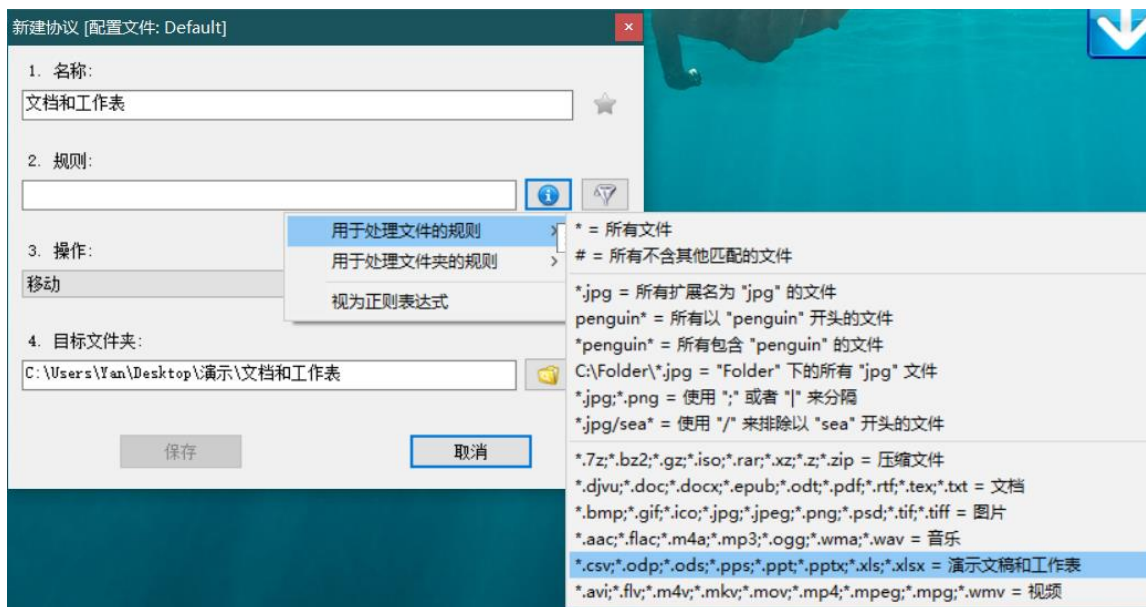 新建协议 [配置文件: Default]
1. 名称:
文档和工作表
2. 规则:
3. 操作:
移动
4. 目标文件夹:
C:\Users\Yan\Desktop\演示\文档和工作表
保存
取消
用于处理文件的规则
用于处理文件夹的规则
视为正则表达式
* = 所有文件
# = 所有不含其他匹配的文件
*.jpg = 所有扩展名为 "jpg" 的文件
penguin* = 所有以 "penguin" 开头的文件
*penguin* = 所有包含 "penguin" 的文件
C:\Folder\*.jpg = "Folder" 下的所有 "jpg" 文件
*.jpg;*.png = 使用 ";" 或者 "|" 来分隔
*.jpg/sea* = 使用 "/" 来排除以 "sea" 开头的文件
*.7z;*.bz2;*.gz;*.iso;*.rar;*.xz;*.z;*.zip = 压缩文件
*.djvu;*.doc;*.docx;*.epub;*.odt;*.pdf;*.rtf;*.tex;*.txt = 文档
*.bmp;*.gif;*.ico;*.jpg;*.jpeg;*.png;*.psd;*.tif;*.tiff = 图片
*.aac;*.flac;*.m4a;*.mp3;*.ogg;*.wma;*.wav = 音乐
*.csv;*.odp;*.ods;*.pps;*.ppt;*.pptx;*.xls;*.xlsx = 演示文稿和工作表
*.avi;*.flv;*.m4v;*.mkv;*.mov;*.mp4;*.mpeg;*.mpg;*.wmv = 视频